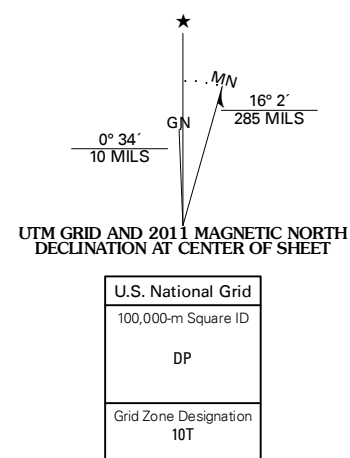 ★
MN
GN
16° 2´
285 MILS
0° 34´
10 MILS
UTM GRID AND 2011 MAGNETIC NORTH
DECLINATION AT CENTER OF SHEET
U.S. National Grid
100,000-m Square ID
DP
Grid Zone Designation
10T